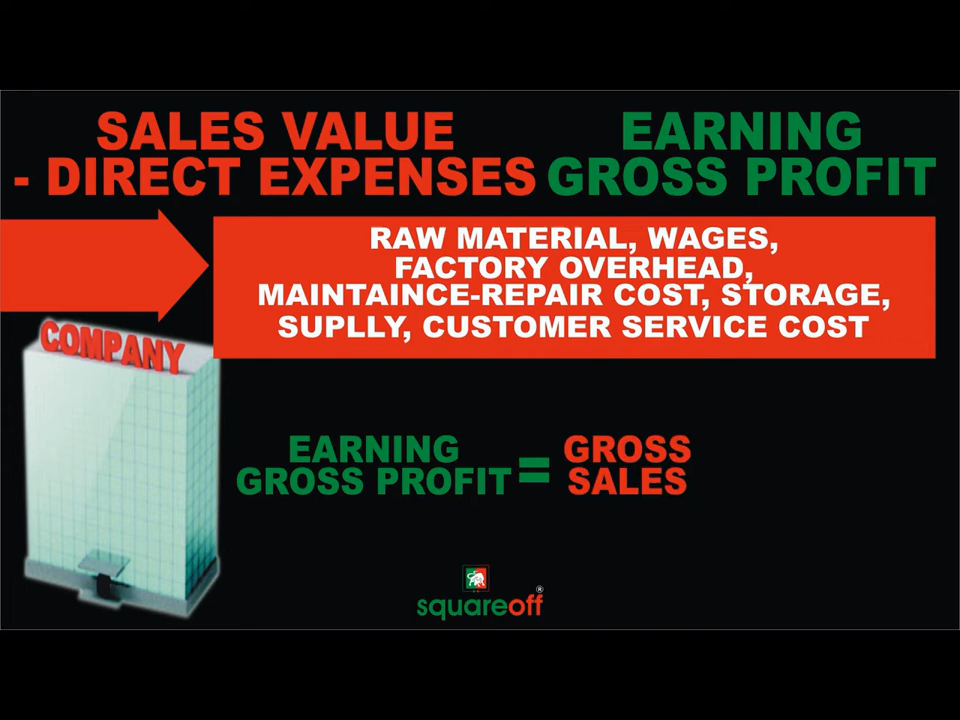 SALES VALUE
- DIRECT EXPENSES
EARNING
GROSS PROFIT
RAW MATERIAL, WAGES,
FACTORY OVERHEAD,
MAINTAINCE-REPAIR COST, STORAGE,
SUPLLY, CUSTOMER SERVICE COST
COMPANY
EARNING
GROSS PROFIT
=
GROSS
SALES
squareoff®